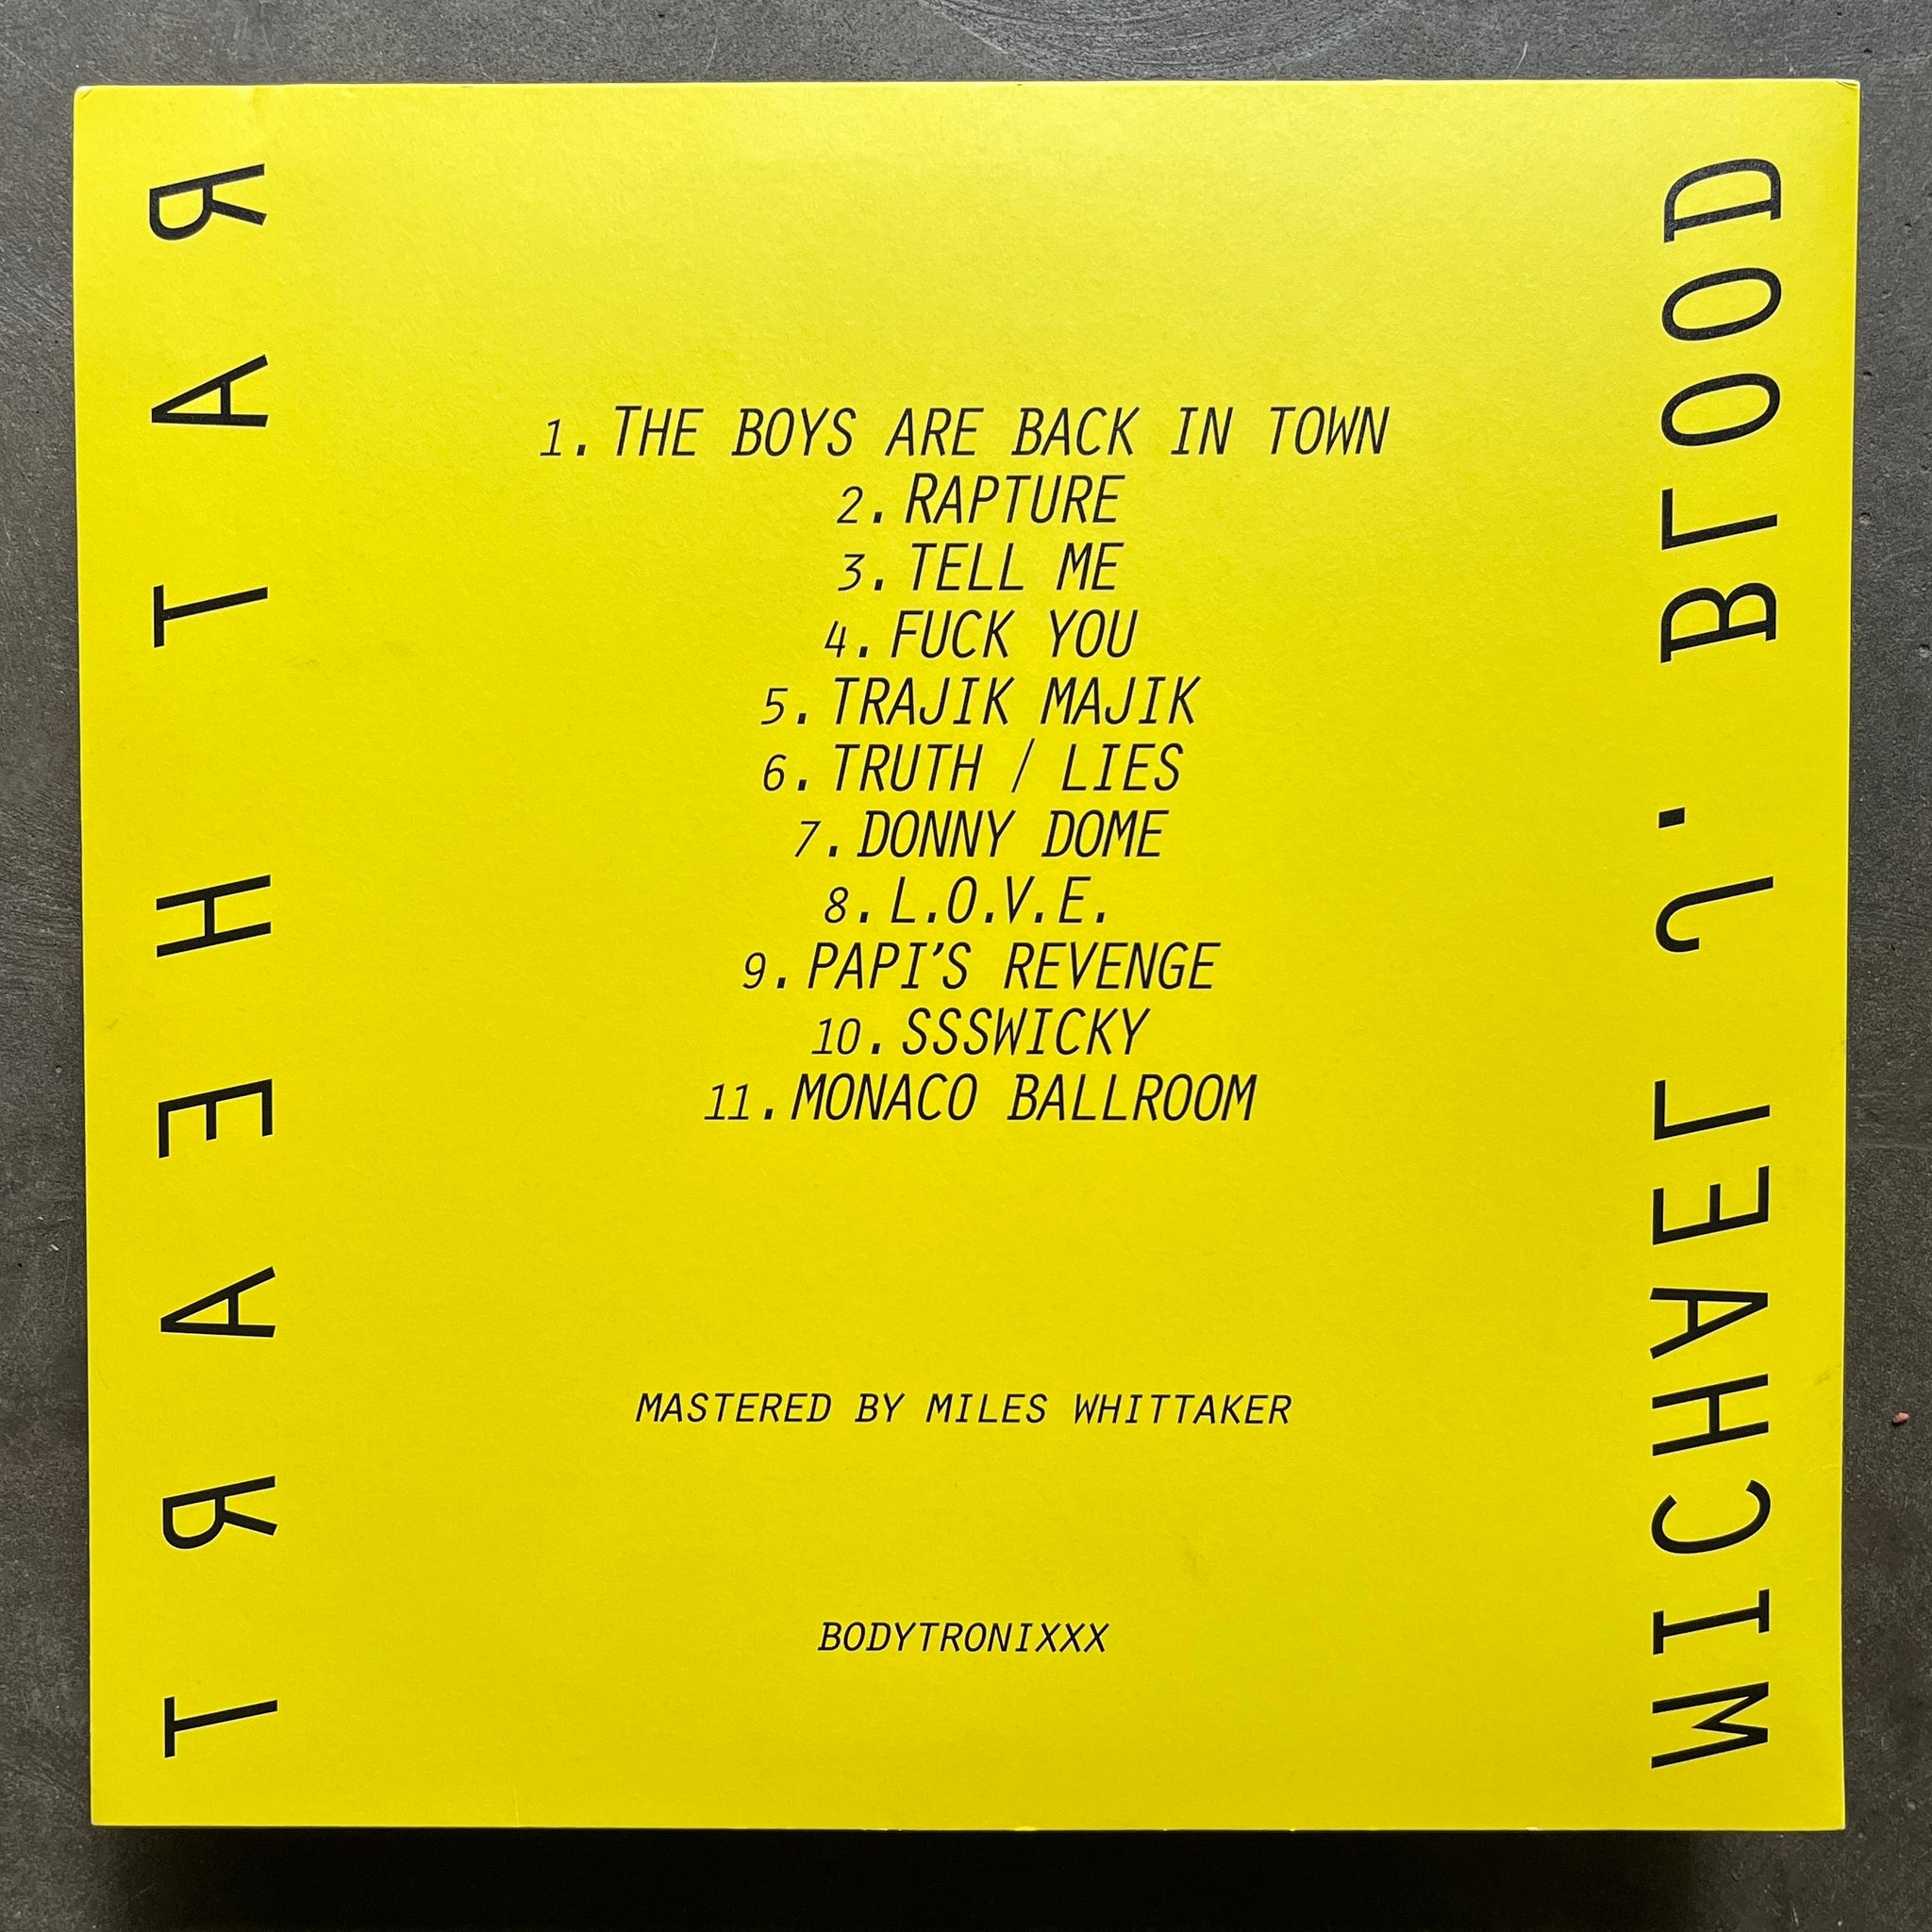 RAT HEART
1. THE BOYS ARE BACK IN TOWN
2. RAPTURE
3. TELL ME
4. FUCK YOU
5. TRAJIK MAJIK
6. TRUTH / LIES
7. DONNY DOME
8. L.O.V.E.
9. PAPI'S REVENGE
10. SSSWICKY
11. MONACO BALLROOM
MASTERED BY MILES WHITTAKER
BODYTRONIXXX
MICHAEL J. BLOOD